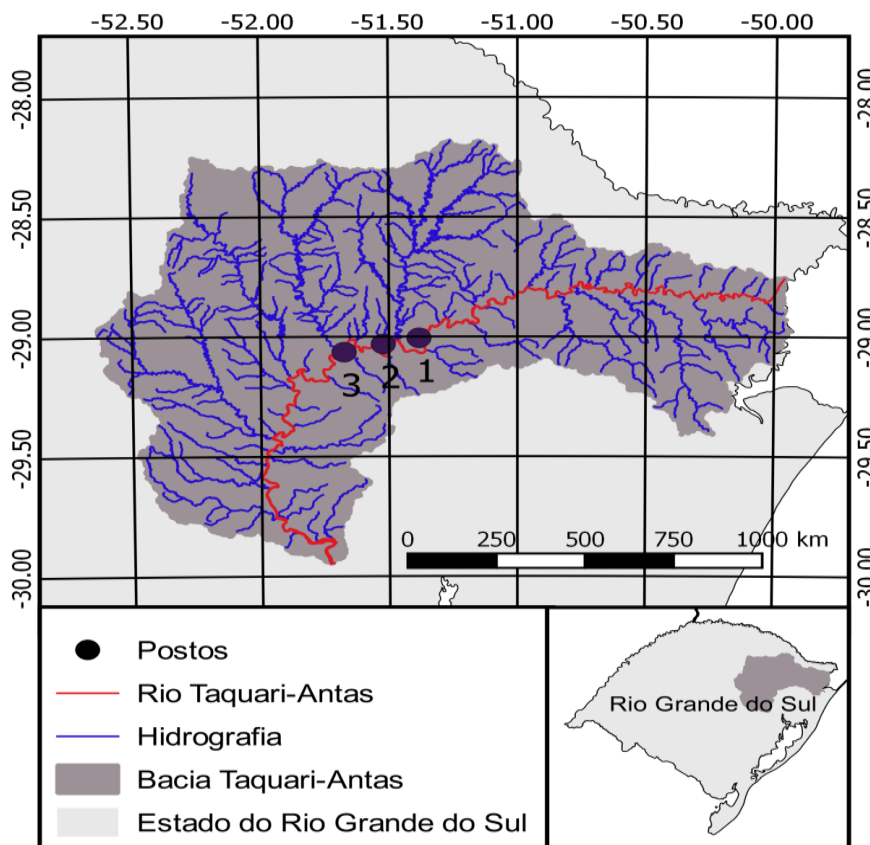 -52.50 -52.00 -51.50 -51.00 -50.50 -50.00
-28.00 -28.00
-28.50 -28.50
-29.00 -29.00
3 2 1
-29.50 -29.50
0 250 500 750 1000 km
-30.00 -30.00
Postos
Rio Taquari-Antas
Hidrografia
Bacia Taquari-Antas
Estado do Rio Grande do Sul
Rio Grande do Sul